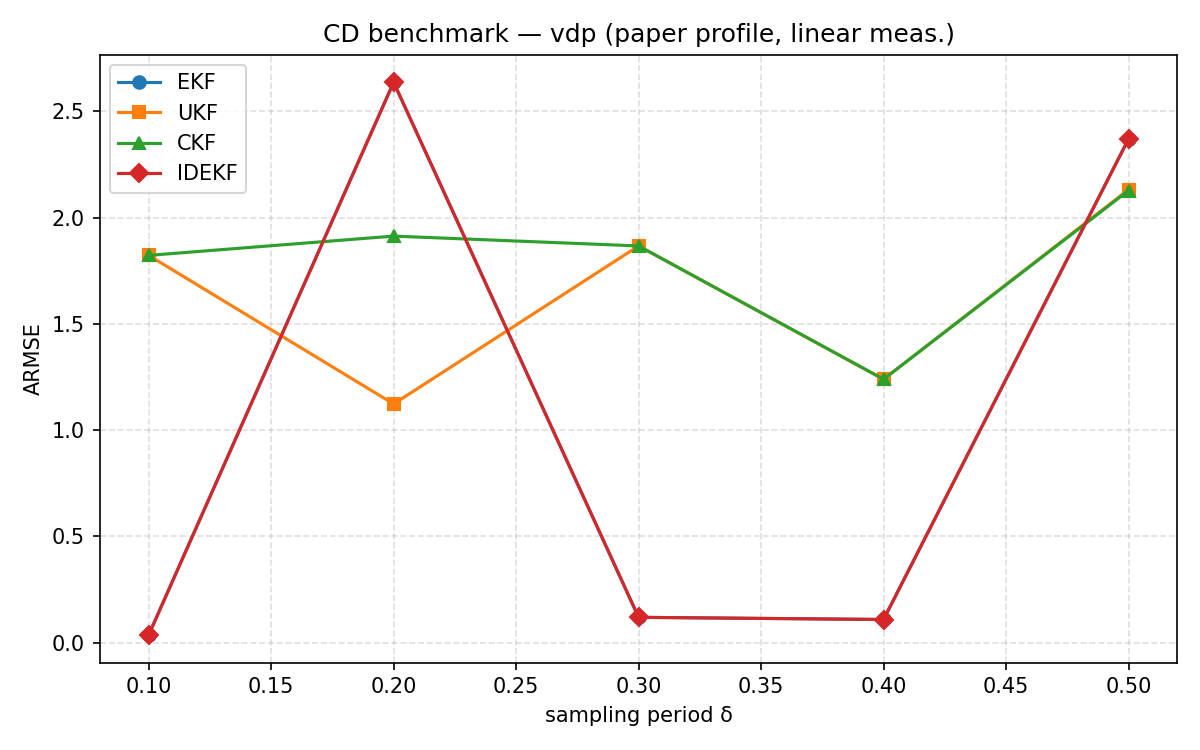 CD benchmark — vdp (paper profile, linear meas.)
EKF
UKF
CKF
IDEKF
ARMSE
2.5
2.0
1.5
1.0
0.5
0.0
0.10 0.15 0.20 0.25 0.30 0.35 0.40 0.45 0.50
sampling period δ